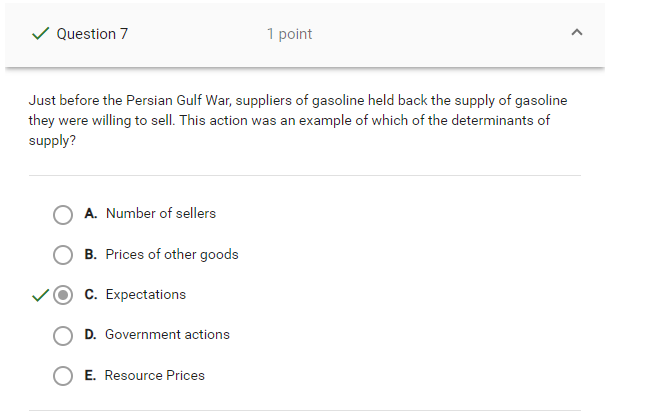 Question 7 1 point
Just before the Persian Gulf War, suppliers of gasoline held back the supply of gasoline
they were willing to sell. This action was an example of which of the determinants of
supply?
A. Number of sellers
B. Prices of other goods
C. Expectations
D. Government actions
E. Resource Prices